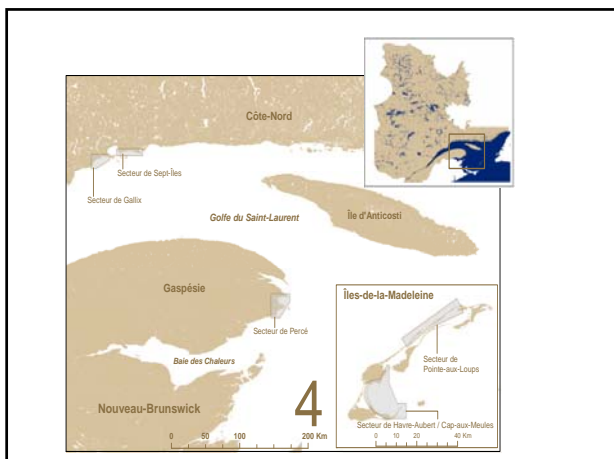 Côte-Nord
Secteur de Sept-Îles
Secteur de Gallix
Golfe du Saint-Laurent
Île d'Anticosti
Gaspésie
Secteur de Percé
Baie des Chaleurs
Nouveau-Brunswick
4
0 50 100 200 Km
Îles-de-la-Madeleine
Secteur de
Pointe-aux-Loups
Secteur de Havre-Aubert / Cap-aux-Meules
0 10 20 40 Km